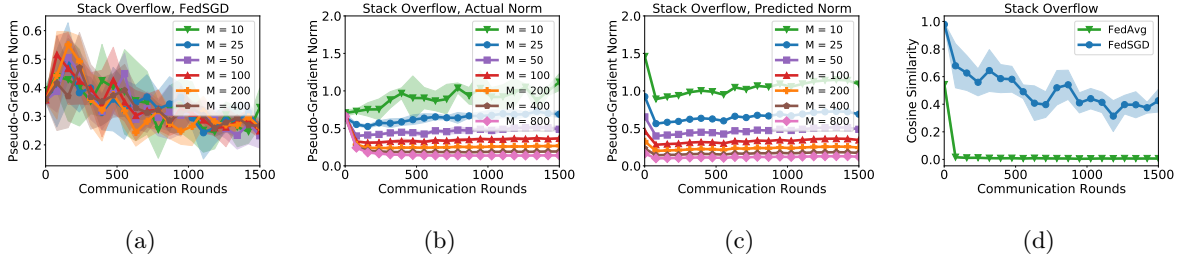 Stack Overflow, FedSGD
Pseudo-Gradient Norm
0.6
0.5
0.4
0.3
0.2
M = 10
M = 25
M = 50
M = 100
M = 200
M = 400
0
500
1000
1500
Communication Rounds
(a)
Stack Overflow, Actual Norm
Pseudo-Gradient Norm
2.0
1.5
1.0
0.5
0.0
M = 10
M = 25
M = 50
M = 100
M = 200
M = 400
M = 800
0
500
1000
1500
Communication Rounds
(b)
Stack Overflow, Predicted Norm
Pseudo-Gradient Norm
2.0
1.5
1.0
0.5
0.0
M = 10
M = 25
M = 50
M = 100
M = 200
M = 400
M = 800
0
500
1000
1500
Communication Rounds
(c)
Stack Overflow
Cosine Similarity
1.0
0.8
0.6
0.4
0.2
0.0
FedAvg
FedSGD
0
500
1000
1500
Communication Rounds
(d)